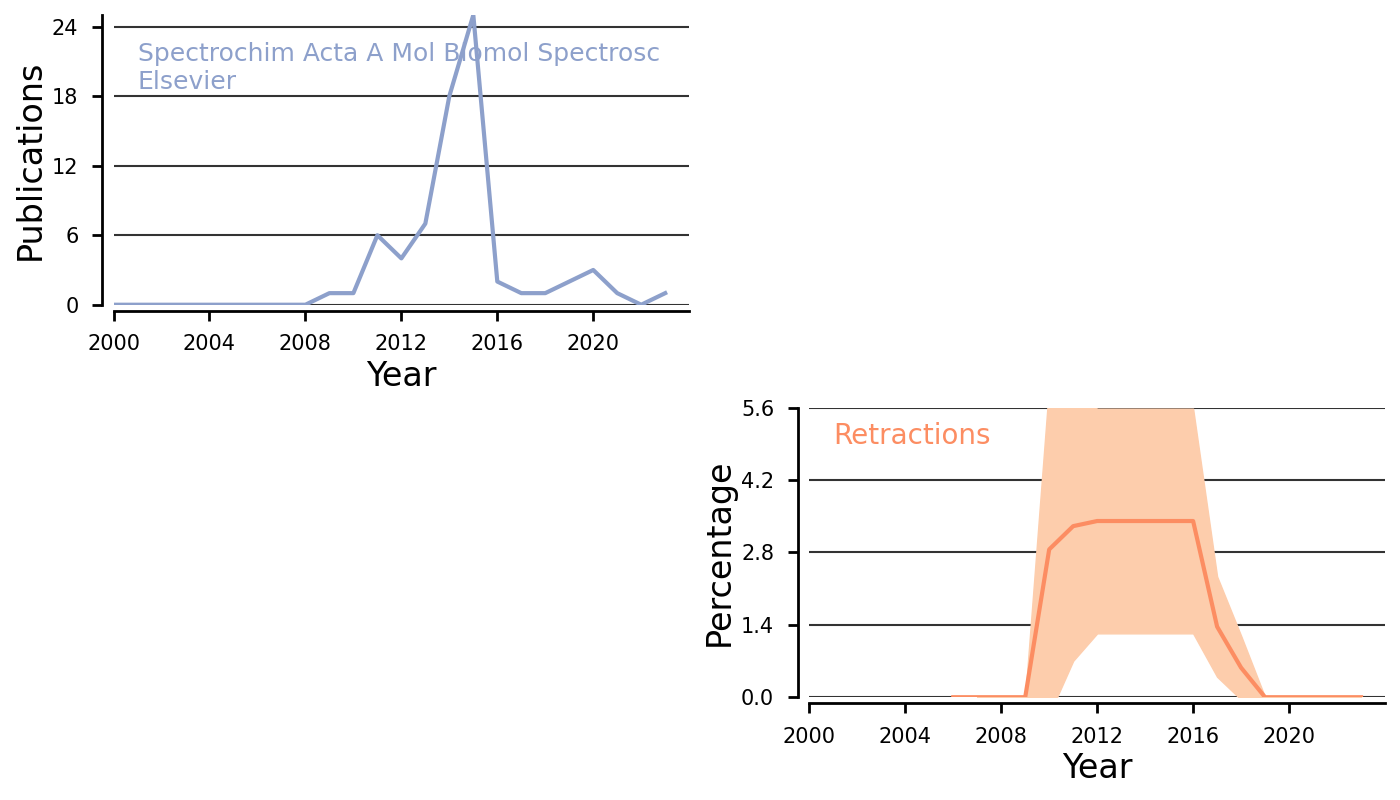 Publications
24
18
12
6
0
Spectrochim Acta A Mol Biomol Spectrosc
Elsevier
2000 2004 2008 2012 2016 2020
Year
Percentage
5.6
4.2
2.8
1.4
0.0
Retractions
2000 2004 2008 2012 2016 2020
Year